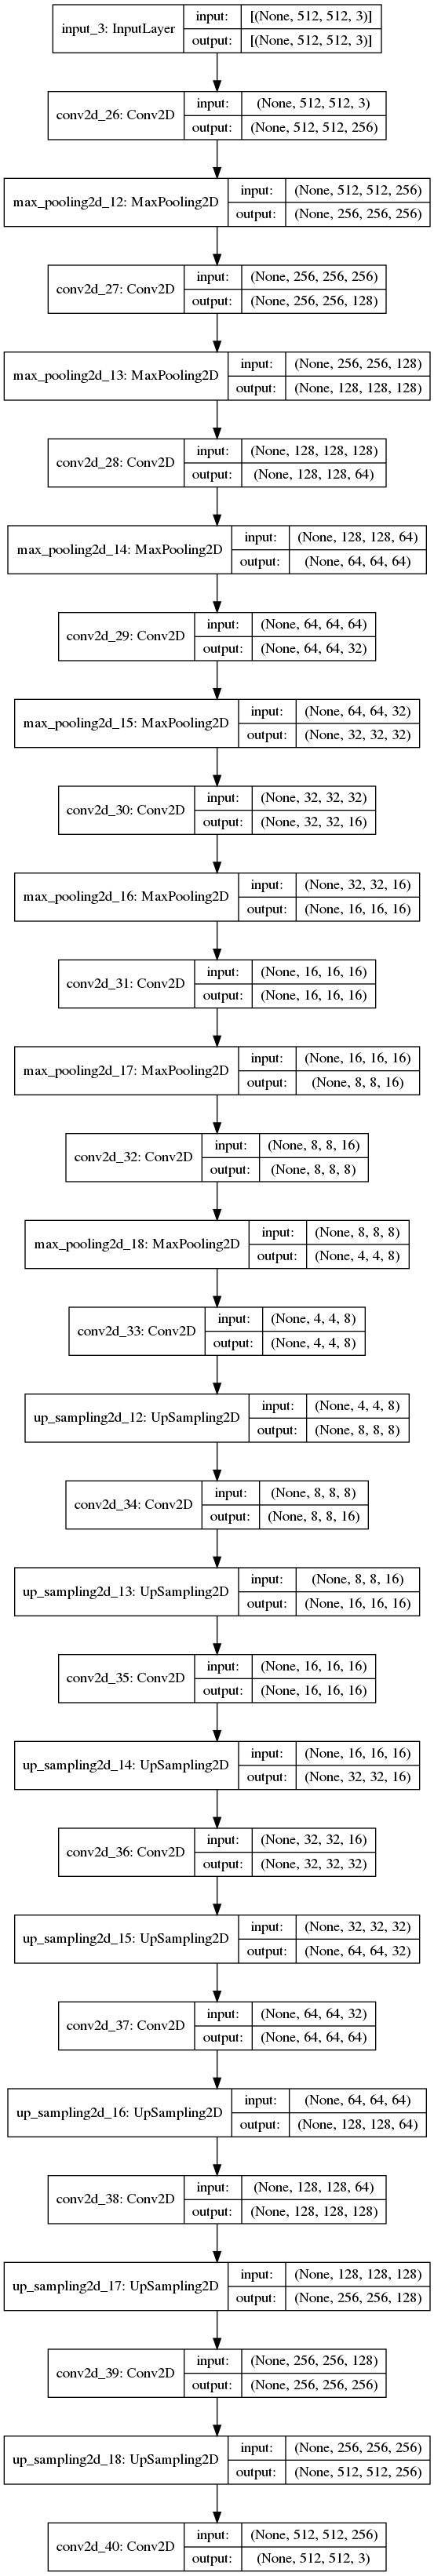 input_3: InputLayer
input: [(None, 512, 512, 3)]
output: [(None, 512, 512, 3)]
conv2d_26: Conv2D
input: (None, 512, 512, 3)
output: (None, 512, 512, 256)
max_pooling2d_12: MaxPooling2D
input: (None, 512, 512, 256)
output: (None, 256, 256, 256)
conv2d_27: Conv2D
input: (None, 256, 256, 256)
output: (None, 256, 256, 128)
max_pooling2d_13: MaxPooling2D
input: (None, 256, 256, 128)
output: (None, 128, 128, 128)
conv2d_28: Conv2D
input: (None, 128, 128, 128)
output: (None, 128, 128, 64)
max_pooling2d_14: MaxPooling2D
input: (None, 128, 128, 64)
output: (None, 64, 64, 64)
conv2d_29: Conv2D
input: (None, 64, 64, 64)
output: (None, 64, 64, 32)
max_pooling2d_15: MaxPooling2D
input: (None, 64, 64, 32)
output: (None, 32, 32, 32)
conv2d_30: Conv2D
input: (None, 32, 32, 32)
output: (None, 32, 32, 16)
max_pooling2d_16: MaxPooling2D
input: (None, 32, 32, 16)
output: (None, 16, 16, 16)
conv2d_31: Conv2D
input: (None, 16, 16, 16)
output: (None, 16, 16, 16)
max_pooling2d_17: MaxPooling2D
input: (None, 16, 16, 16)
output: (None, 8, 8, 16)
conv2d_32: Conv2D
input: (None, 8, 8, 16)
output: (None, 8, 8, 8)
max_pooling2d_18: MaxPooling2D
input: (None, 8, 8, 8)
output: (None, 4, 4, 8)
conv2d_33: Conv2D
input: (None, 4, 4, 8)
output: (None, 4, 4, 8)
up_sampling2d_12: UpSampling2D
input: (None, 4, 4, 8)
output: (None, 8, 8, 8)
conv2d_34: Conv2D
input: (None, 8, 8, 8)
output: (None, 8, 8, 16)
up_sampling2d_13: UpSampling2D
input: (None, 8, 8, 16)
output: (None, 16, 16, 16)
conv2d_35: Conv2D
input: (None, 16, 16, 16)
output: (None, 16, 16, 16)
up_sampling2d_14: UpSampling2D
input: (None, 16, 16, 16)
output: (None, 32, 32, 16)
conv2d_36: Conv2D
input: (None, 32, 32, 16)
output: (None, 32, 32, 32)
up_sampling2d_15: UpSampling2D
input: (None, 32, 32, 32)
output: (None, 64, 64, 32)
conv2d_37: Conv2D
input: (None, 64, 64, 32)
output: (None, 64, 64, 64)
up_sampling2d_16: UpSampling2D
input: (None, 64, 64, 64)
output: (None, 128, 128, 64)
conv2d_38: Conv2D
input: (None, 128, 128, 64)
output: (None, 128, 128, 128)
up_sampling2d_17: UpSampling2D
input: (None, 128, 128, 128)
output: (None, 256, 256, 128)
conv2d_39: Conv2D
input: (None, 256, 256, 128)
output: (None, 256, 256, 256)
up_sampling2d_18: UpSampling2D
input: (None, 256, 256, 256)
output: (None, 512, 512, 256)
conv2d_40: Conv2D
input: (None, 512, 512, 256)
output: (None, 512, 512, 3)